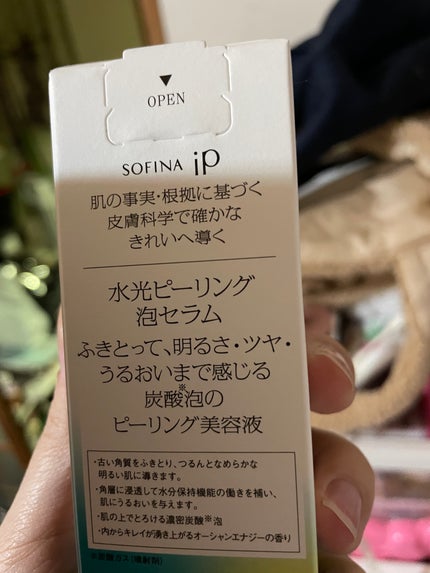 ▼
OPEN
SOFINA iP
肌の事実・根拠に基づく
皮膚科学で確かな
きれいへ導く
水光ピーリング
泡セラム
ふきとって、明るさ・ツヤ・
うるおいまで感じる
炭酸※泡の
ピーリング美容液
・古い角質をふきとり、つるんとなめらかな
明るい肌に導きます。
・角層に浸透して水分保持機能の働きを補い、
肌にうるおいを与えます。
・肌の上でとろける濃密炭酸※泡
・内からキレイが湧き上がるオーシャンエナジーの香り
※炭酸ガス(噴射剤)